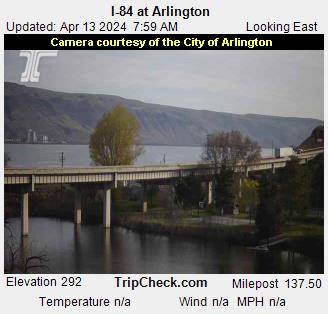 I-84 at Arlington
Updated: Apr 13 2024 7:59 AM Looking East
Camera courtesy of the City of Arlington
Elevation 292 TripCheck.com Milepost 137.50
Temperature n/a Wind n/a MPH n/a